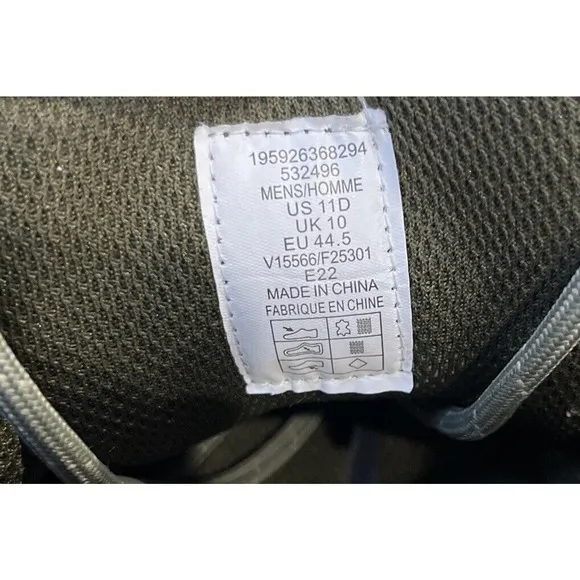 195926368294
532496
MENS/HOMME
US 11D
UK 10
EU 44.5
V15566/F25301
E22
MADE IN CHINA
FABRIQUE EN CHINE